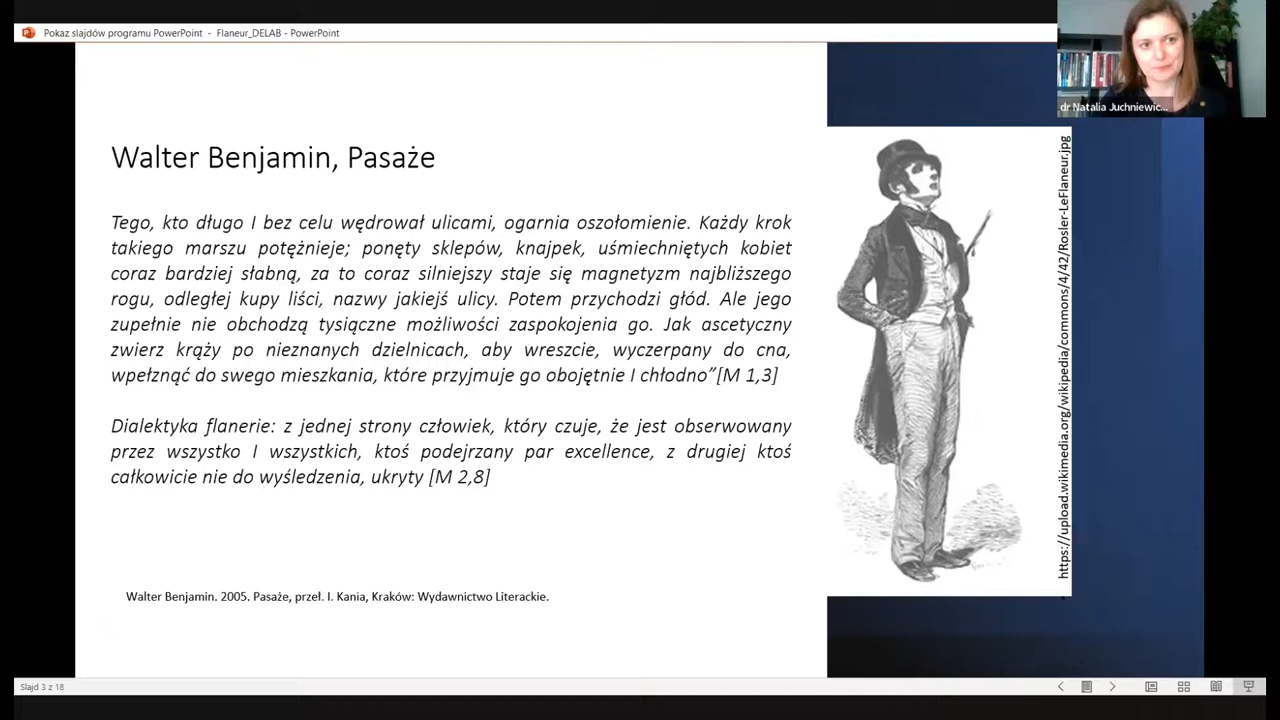 Pokaz slajdów programu PowerPoint - Flaneur_DELAB - PowerPoint
dr Natalia Juchniewic...
Walter Benjamin, Pasaże
Tego, kto długo I bez celu wędrował ulicami, ogarnia oszołomienie. Każdy krok
takiego marszu potężnieje; ponęty sklepów, knajpek, uśmiechniętych kobiet
coraz bardziej słabną, za to coraz silniejszy staje się magnetyzm najbliższego
rogu, odległej kupy liści, nazwy jakiejś ulicy. Potem przychodzi głód. Ale jego
zupełnie nie obchodzą tysiączne możliwości zaspokojenia go. Jak ascetyczny
zwierz krąży po nieznanych dzielnicach, aby wreszcie, wyczerpany do cna,
wpełznąć do swego mieszkania, które przyjmuje go obojętnie I chłodno”[M 1,3]
Dialektyka flanerie: z jednej strony człowiek, który czuje, że jest obserwowany
przez wszystko I wszystkich, ktoś podejrzany par excellence, z drugiej ktoś
całkowicie nie do wyśledzenia, ukryty [M 2,8]
Walter Benjamin. 2005. Pasaże, przeł. I. Kania, Kraków: Wydawnictwo Literackie.
https://upload.wikimedia.org/wikipedia/commons/4/42/Rosler-LeFlaneur.jpg
Slajd 3 z 18